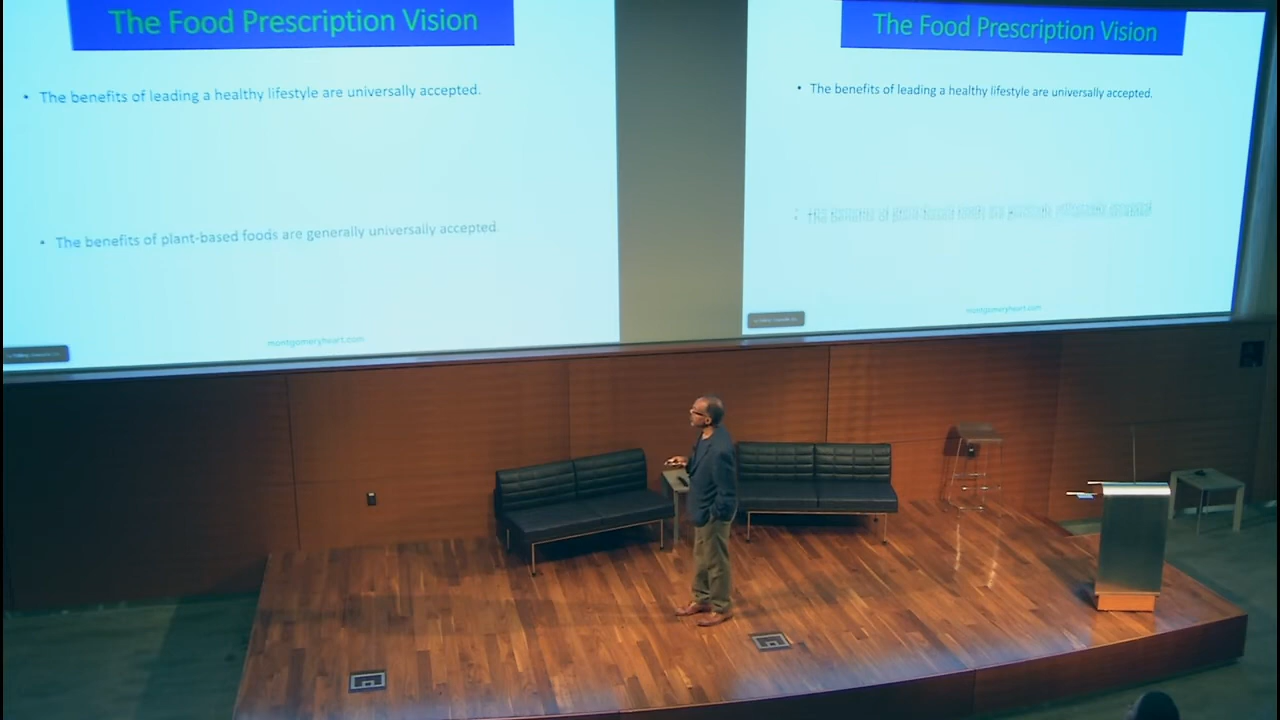 The Food Prescription Vision
• The benefits of leading a healthy lifestyle are universally accepted.
• The benefits of plant-based foods are generally universally accepted.
montgomeryheart.com
The Food Prescription Vision
• The benefits of leading a healthy lifestyle are universally accepted.
montgomeryheart.com